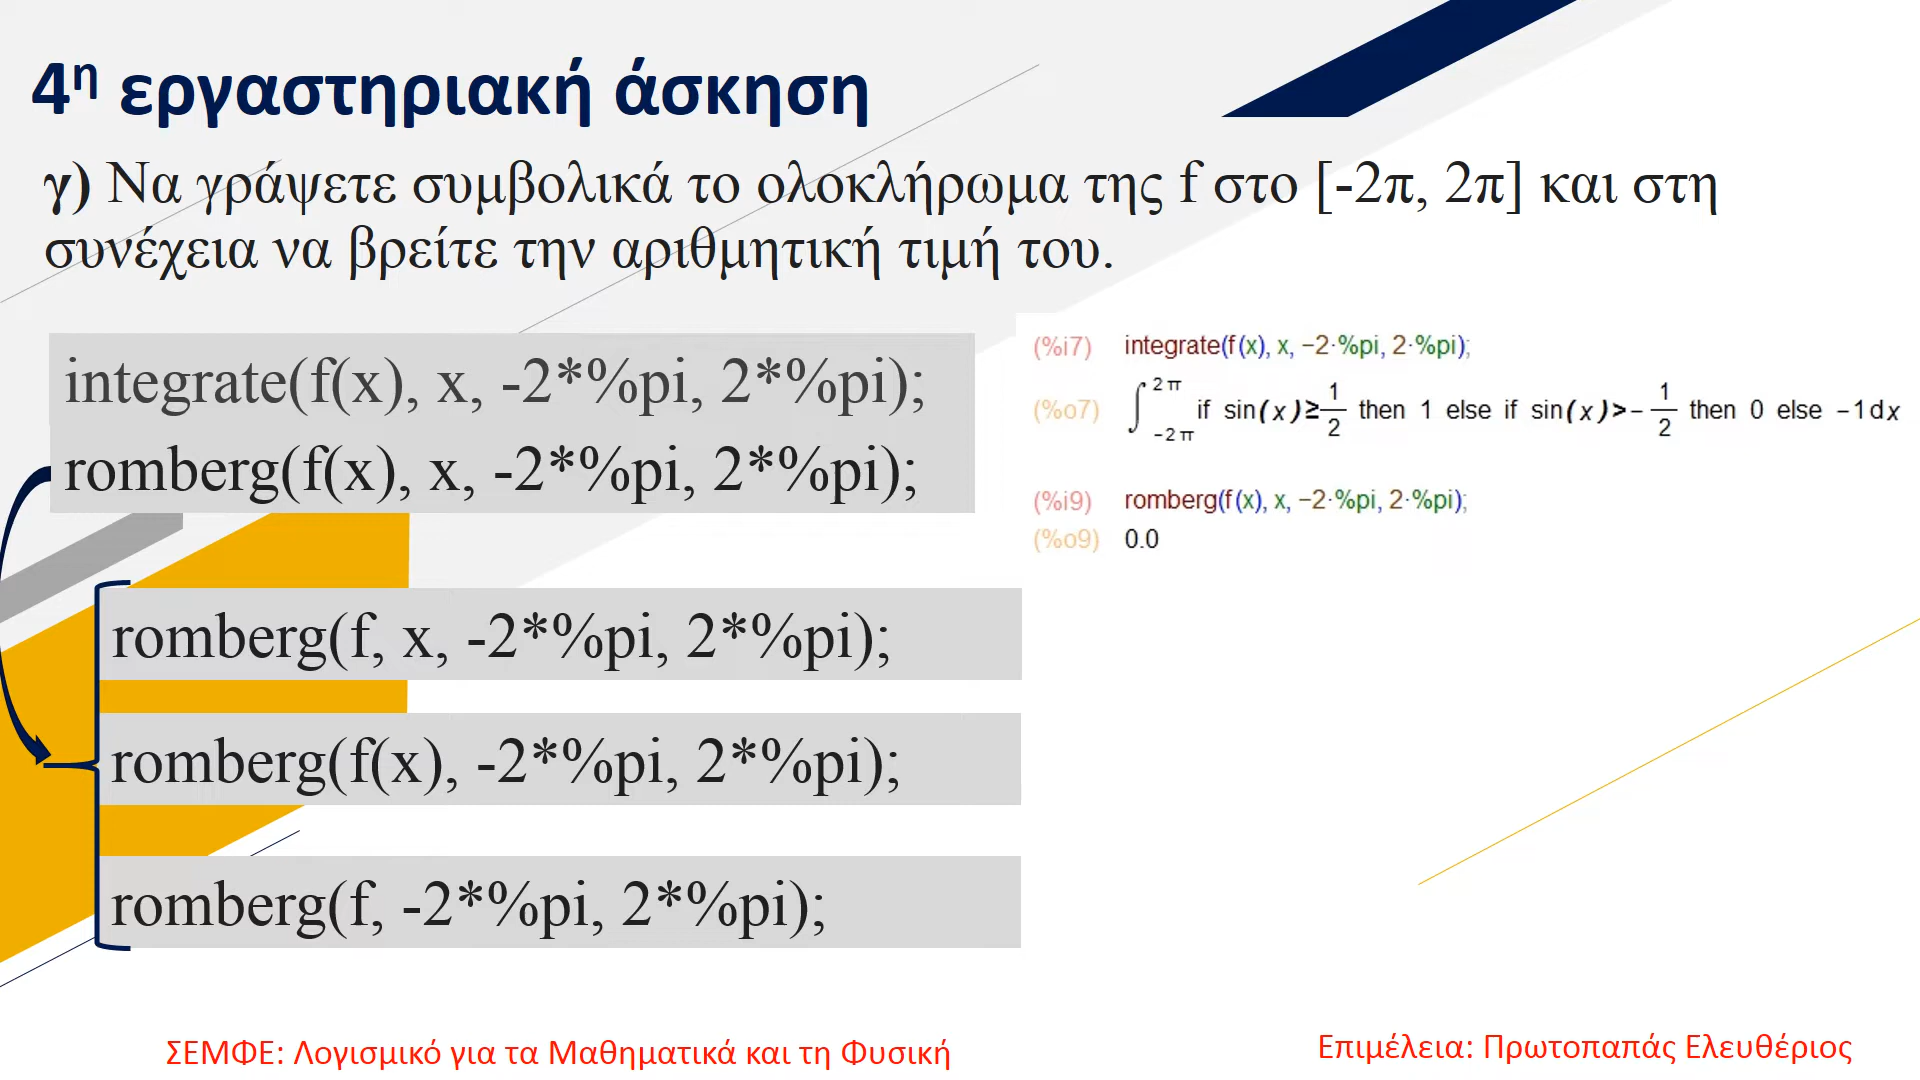 4η εργαστηριακή άσκηση
γ) Να γράψετε συμβολικά το ολοκλήρωμα της f στο [-2π, 2π] και στη
συνέχεια να βρείτε την αριθμητική τιμή του.
integrate(f(x), x, -2*%pi, 2*%pi);
romberg(f(x), x, -2*%pi, 2*%pi);
(%i7) integrate(f(x), x, −2·%pi, 2·%pi);
(%o7) ∫_{−2π}^{2π} if sin(x)≥1/2 then 1 else if sin(x)>−1/2 then 0 else −1dx
(%i9) romberg(f(x), x, −2·%pi, 2·%pi);
(%o9) 0.0
romberg(f, x, -2*%pi, 2*%pi);
romberg(f(x), -2*%pi, 2*%pi);
romberg(f, -2*%pi, 2*%pi);
ΣΕΜΦΕ: Λογισμικό για τα Μαθηματικά και τη Φυσική
Επιμέλεια: Πρωτοπαπάς Ελευθέριος